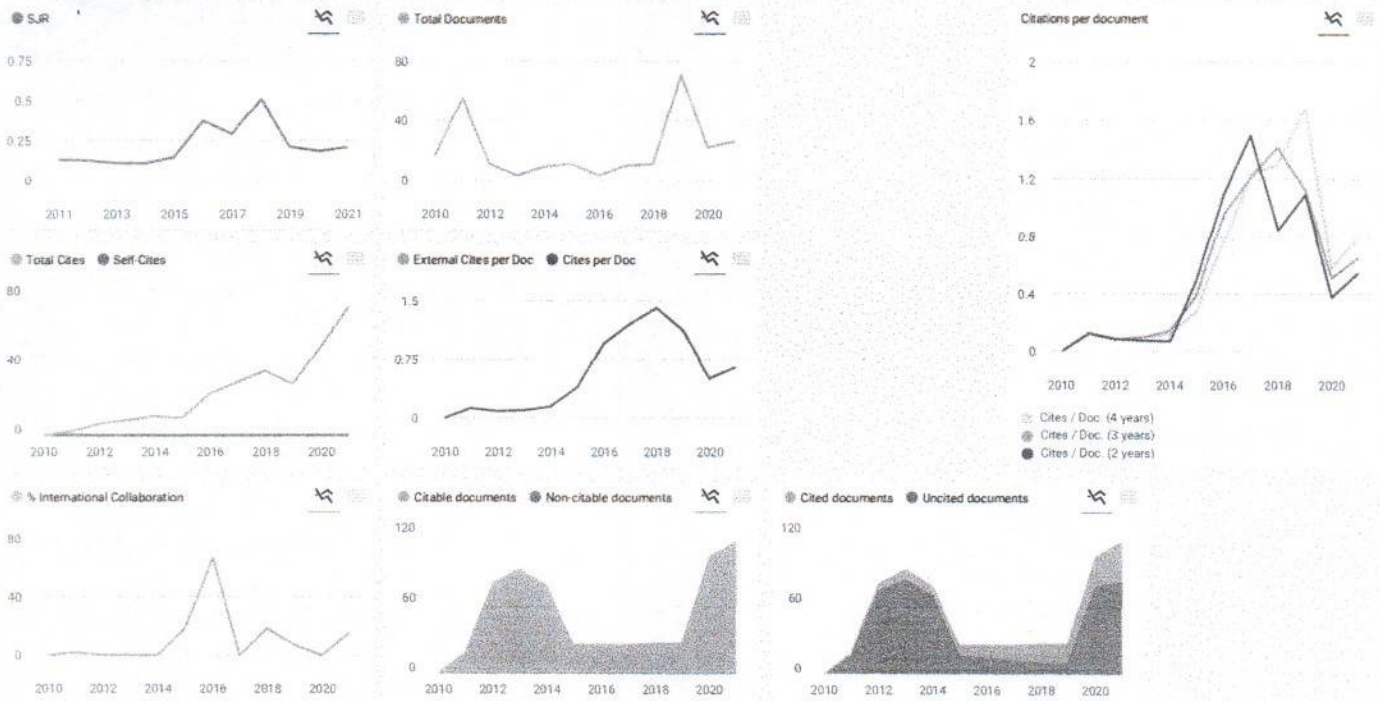 SJR
0.75
0.5
0.25
0
2011 2013 2015 2017 2019 2021
Total Documents
80
40
0
2010 2012 2014 2016 2018 2020
Citations per document
2
1.6
1.2
0.8
0.4
0
2010 2012 2014 2016 2018 2020
Cites / Doc. (4 years)
Cites / Doc. (3 years)
Cites / Doc. (2 years)
Total Cites Self-Cites
80
40
0
2010 2012 2014 2016 2018 2020
External Cites per Doc Cites per Doc
1.5
0.75
0
2010 2012 2014 2016 2018 2020
% International Collaboration
80
40
0
2010 2012 2014 2016 2018 2020
Citable documents Non-citable documents
120
60
0
2010 2012 2014 2016 2018 2020
Cited documents Uncited documents
120
60
0
2010 2012 2014 2016 2018 2020